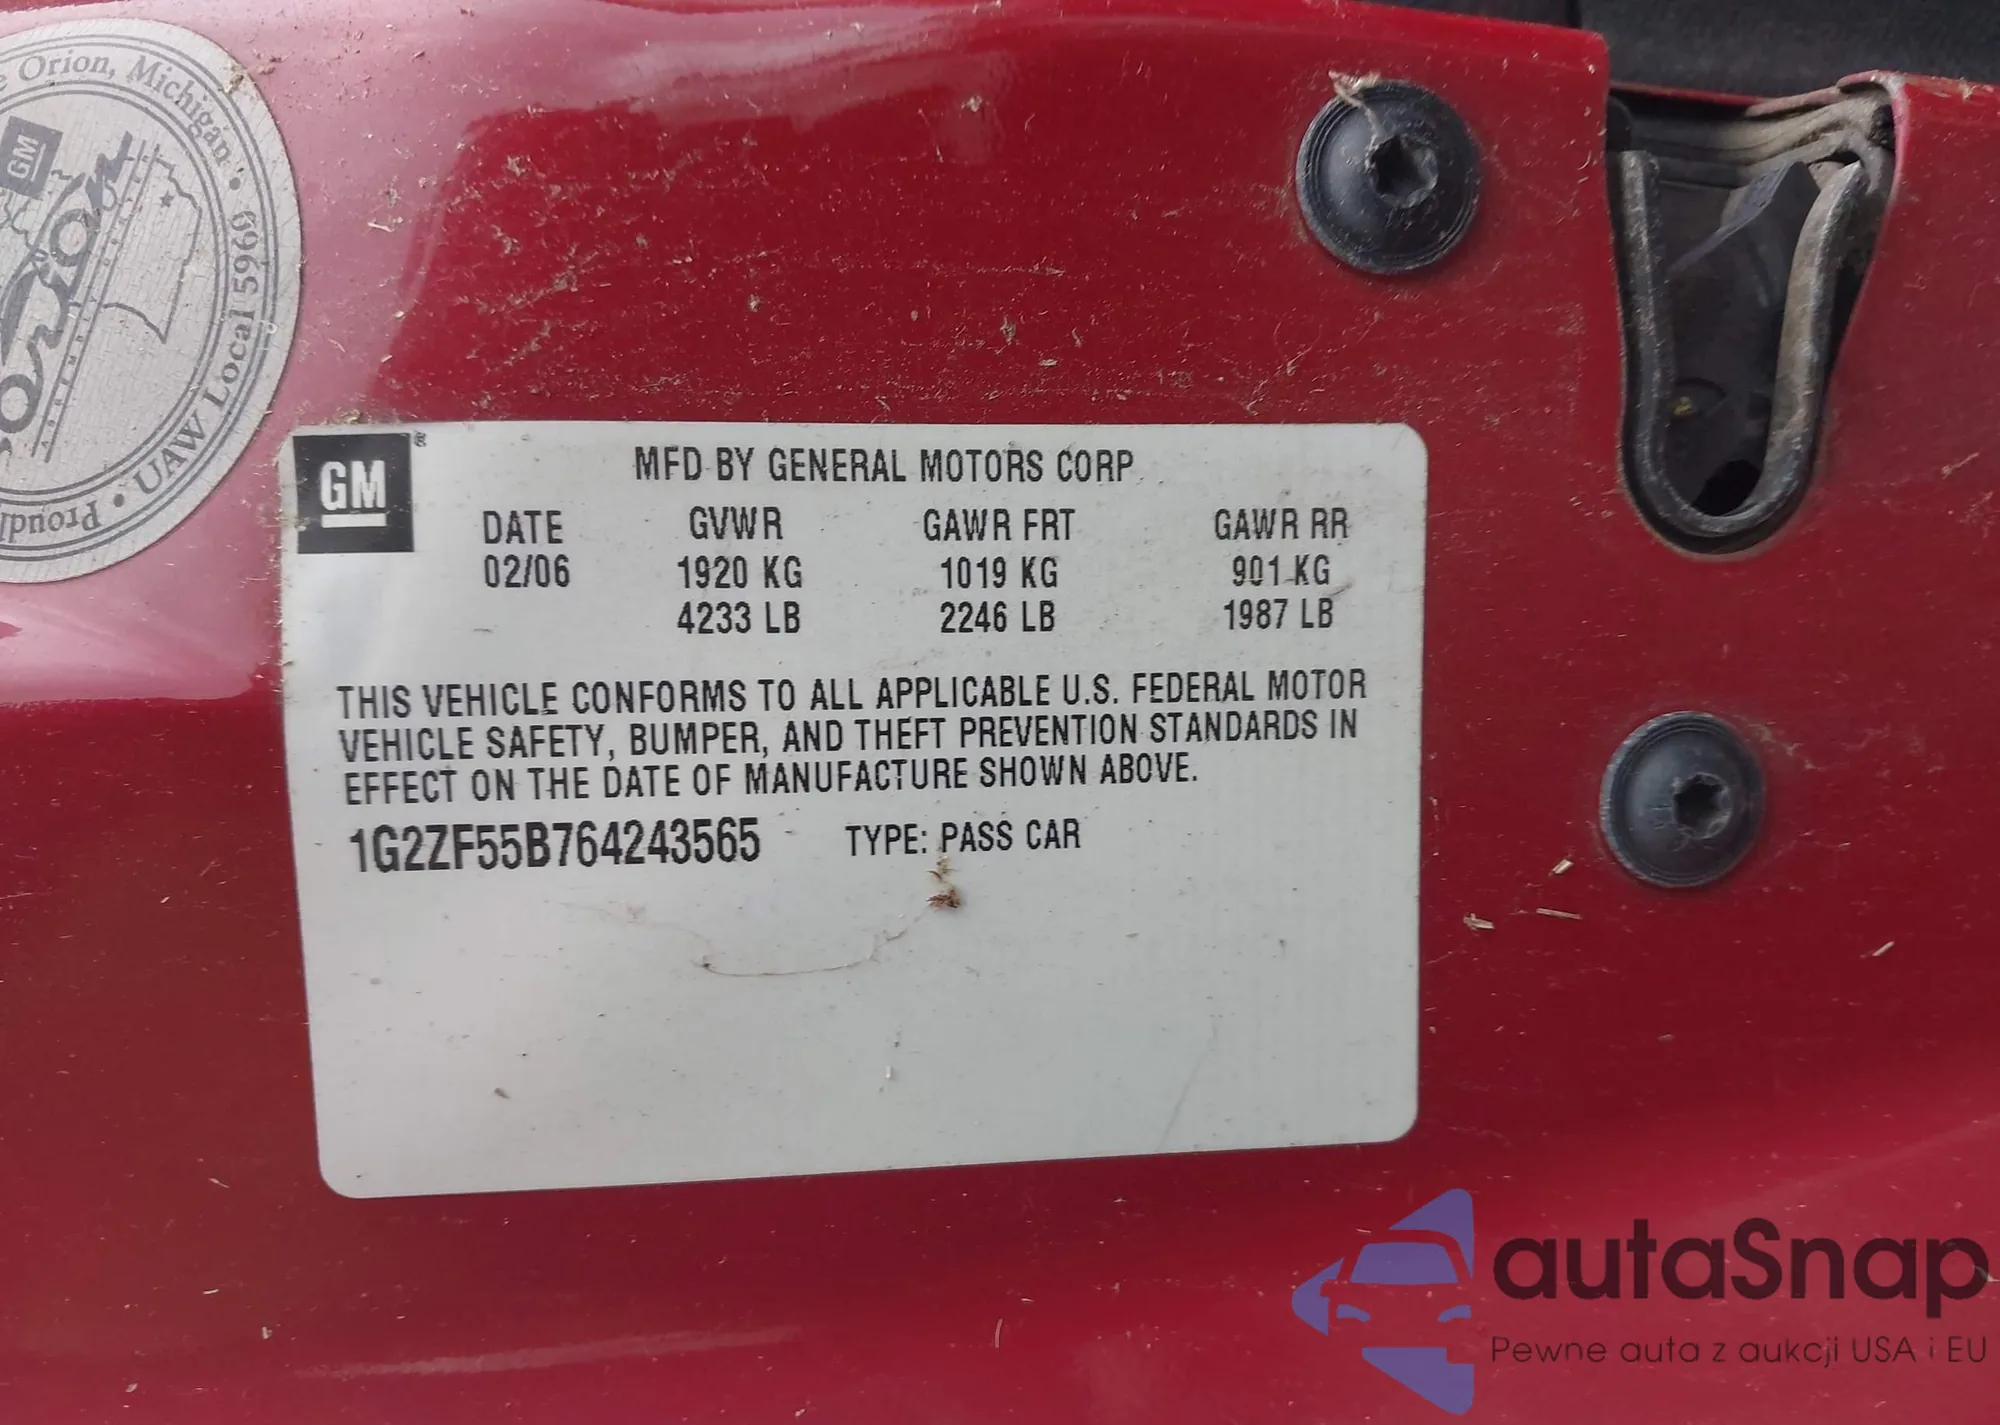 Orion, Michigan •
GM
orion
UAW Local 5969
GM
MFD BY GENERAL MOTORS CORP
DATE GVWR GAWR FRT GAWR RR
02/06 1920 KG 1019 KG 901 KG
4233 LB 2246 LB 1987 LB
THIS VEHICLE CONFORMS TO ALL APPLICABLE U.S. FEDERAL MOTOR
VEHICLE SAFETY, BUMPER, AND THEFT PREVENTION STANDARDS IN
EFFECT ON THE DATE OF MANUFACTURE SHOWN ABOVE.
1G2ZF55B764243565 TYPE: PASS CAR
autaSnap
Pewne auta z aukcji USA i EU